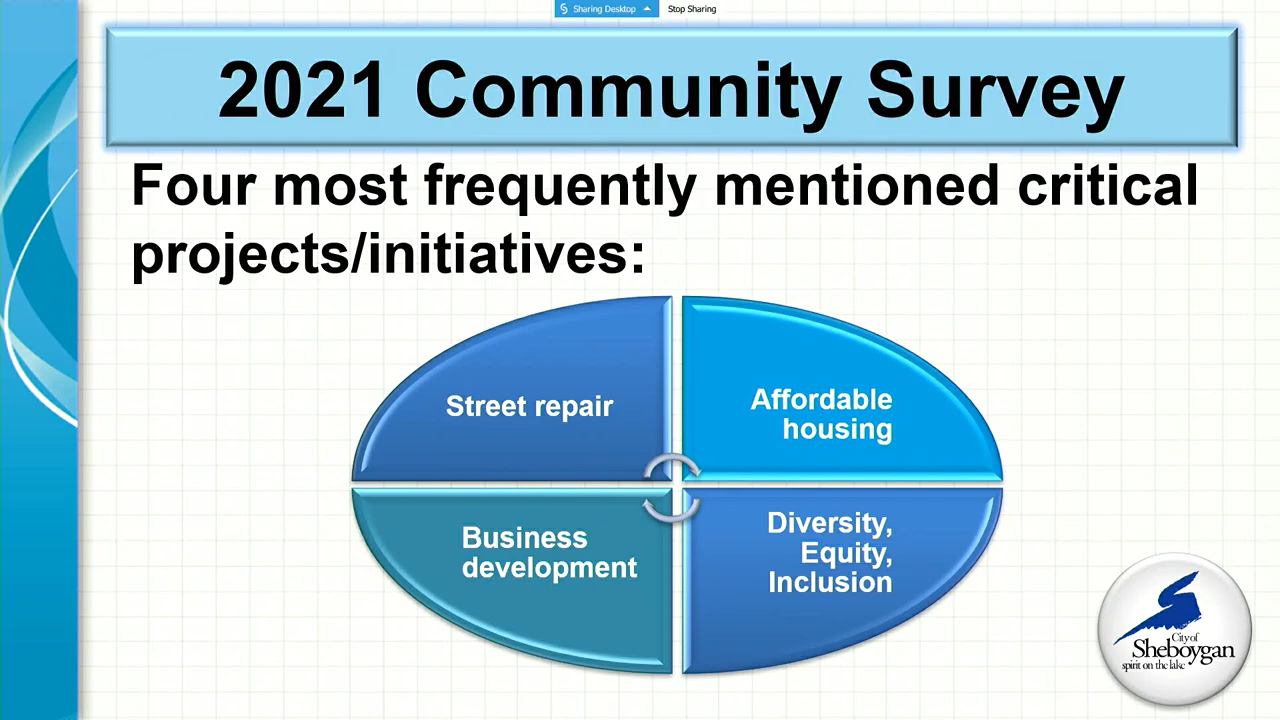 Sharing Desktop Stop Sharing
2021 Community Survey
Four most frequently mentioned critical
projects/initiatives:
Street repair
Affordable
housing
Business
development
Diversity,
Equity,
Inclusion
City of
Sheboygan
spirit on the lake